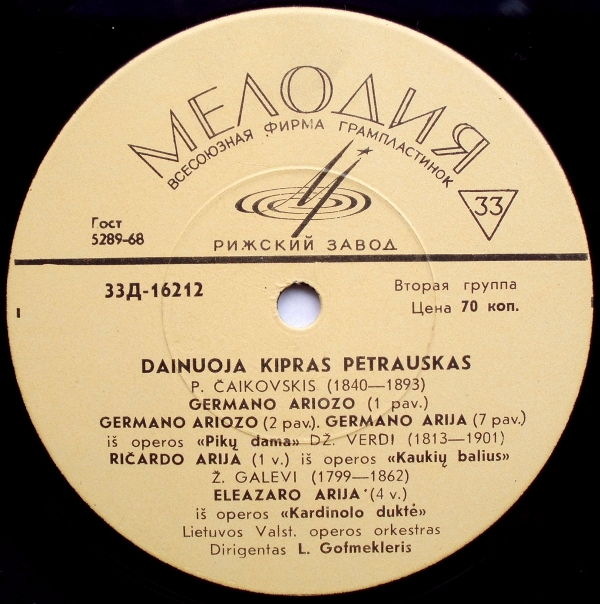 МЕЛОДИЯ
ВСЕСОЮЗНАЯ ФИРМА ГРАМПЛАСТИНОК
33
РИЖСКИЙ ЗАВОД
Гост
5289-68
33Д-16212
Вторая группа
Цена 70 коп.
DAINUOJA KIPRAS PETRAUSKAS
P. ČAIKOVSKIS (1840—1893)
GERMANO ARIOZO (1 pav.)
GERMANO ARIOZO (2 pav.). GERMANO ARIJA (7 pav.)
iš operos «Pikų dama» DŽ. VERDI (1813—1901)
RIČARDO ARIJA (1 v.) iš operos «Kaukių balius»
Ž. GALEVI (1799—1862)
ELEAZARO ARIJA (4 v.)
iš operos «Kardinolo duktė»
Lietuvos Valst. operos orkestras
Dirigentas L. Gofmekleris